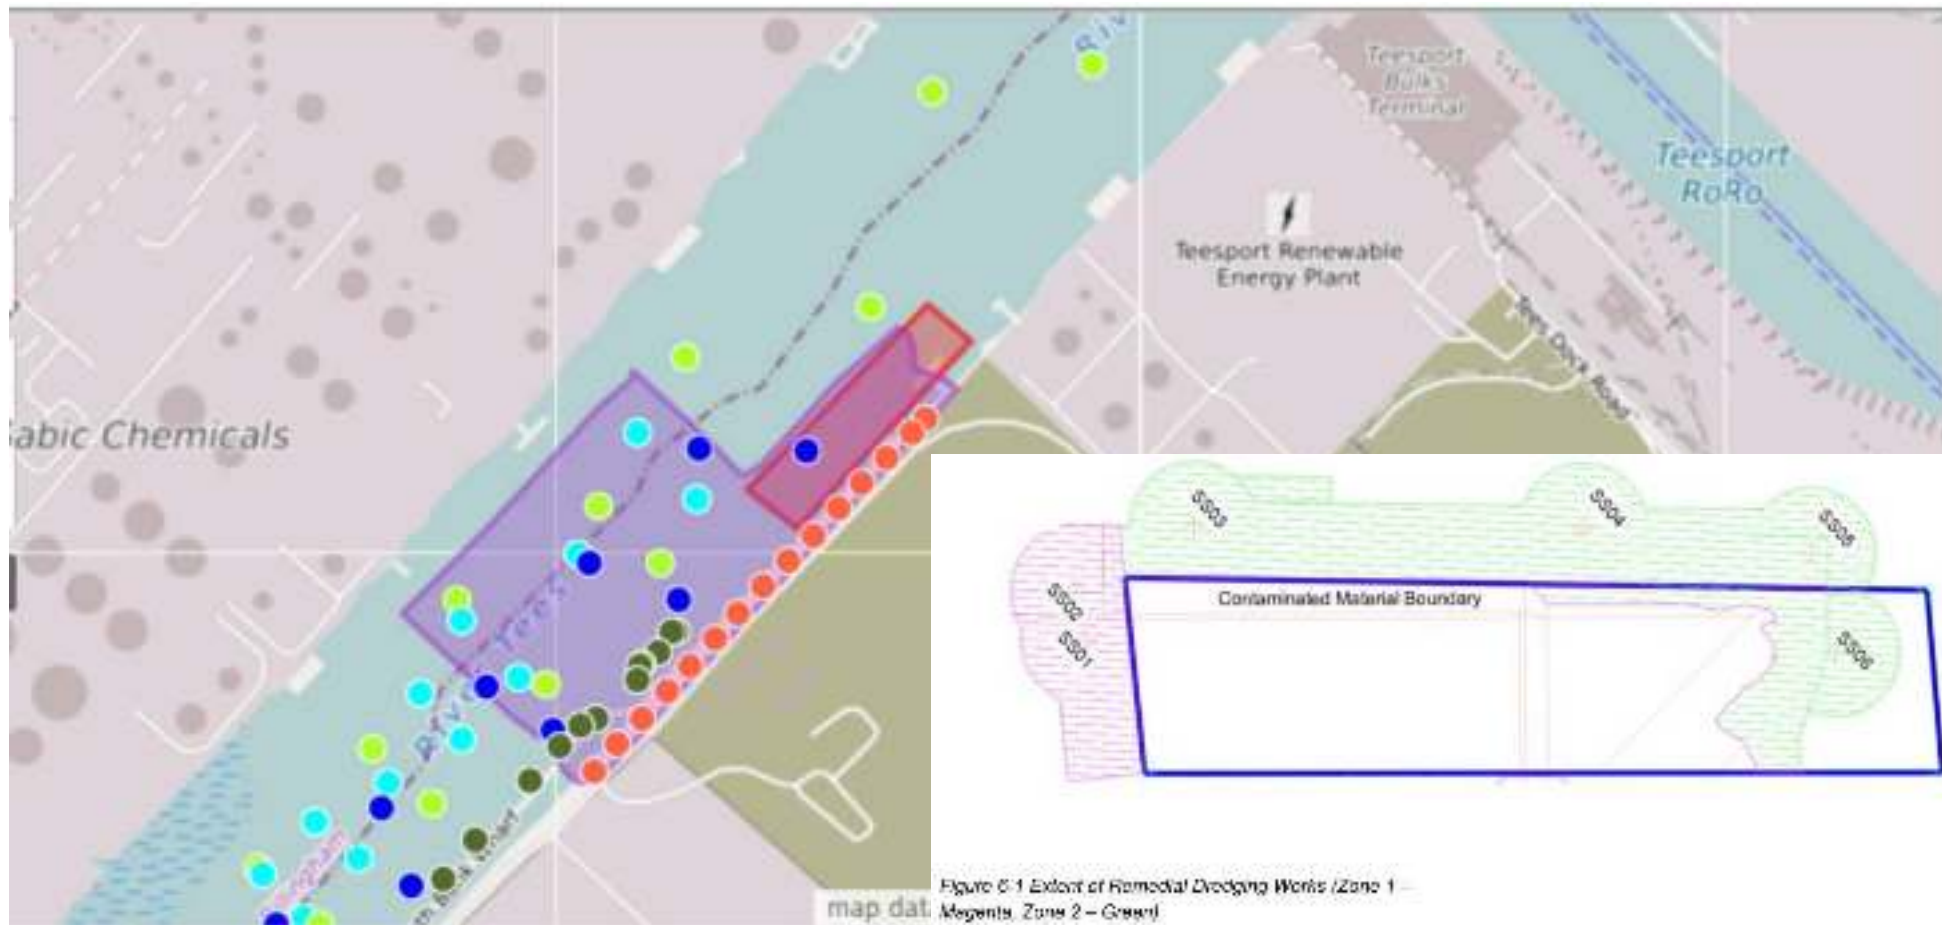 Riv
Teesport
Bulks
Terminal
Teesport
RoRo
Teesport Renewable
Energy Plant
Tees Dock Road
abic Chemicals
River Tees
map dat
SS03
SS04
SS05
SS02
SS01
SS06
Contaminated Material Boundary
Figure 6-1 Extent of Remedial Dredging Works (Zone 1 –
Magenta, Zone 2 – Green)